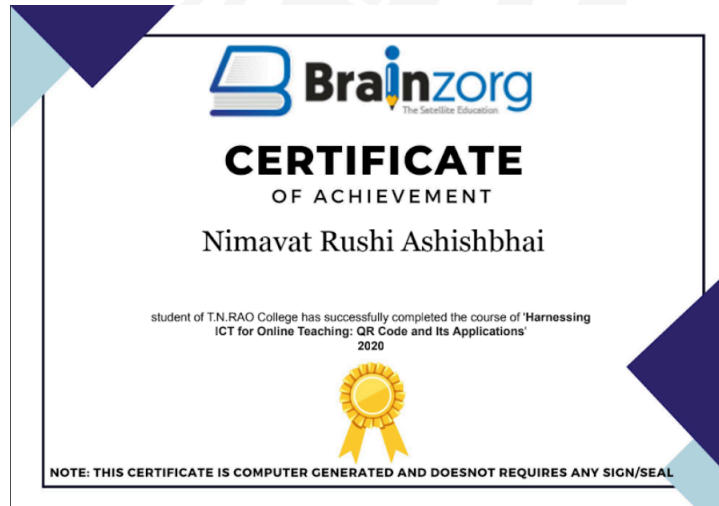 Brainzorg
The Satellite Education
CERTIFICATE
OF ACHIEVEMENT
Nimavat Rushi Ashishbhai
student of T.N.RAO College has successfully completed the course of 'Harnessing
ICT for Online Teaching: QR Code and Its Applications'
2020
NOTE: THIS CERTIFICATE IS COMPUTER GENERATED AND DOESNOT REQUIRES ANY SIGN/SEAL